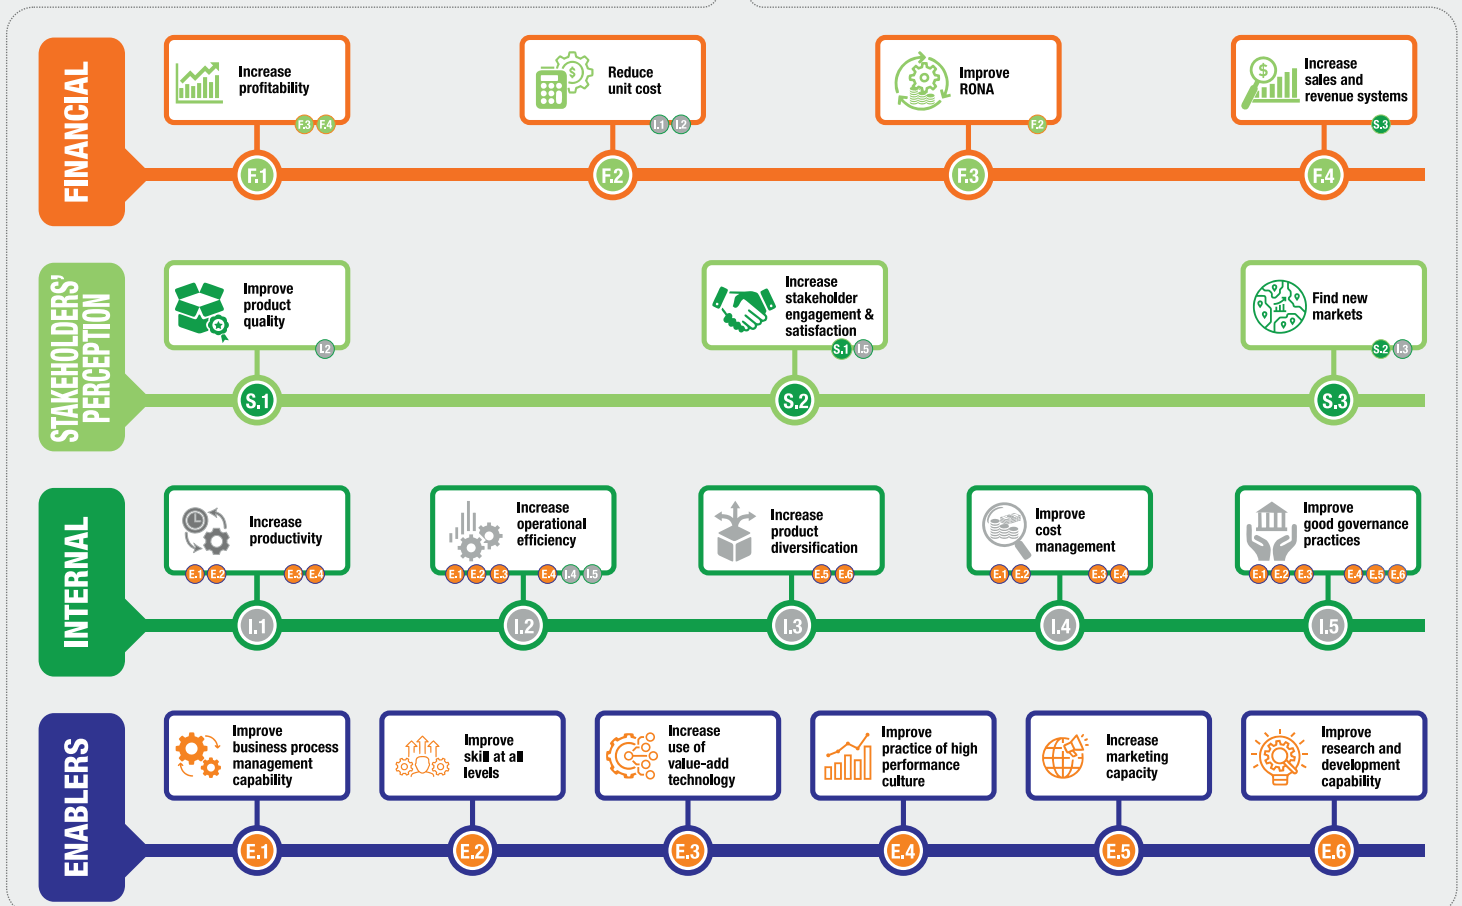 FINANCIAL
Increase
profitability
F.3 F.4
F.1
Reduce
unit cost
I.1 I.2
F.2
Improve
RONA
F.2
F.3
Increase
sales and
revenue systems
S.3
F.4
STAKEHOLDERS'
PERCEPTION
Improve
product
quality
I.2
S.1
Increase
stakeholder
engagement &
satisfaction
S.1 I.5
S.2
Find new
markets
S.2 I.3
S.3
INTERNAL
Increase
productivity
E.1 E.2 E.3 E.4
I.1
Increase
operational
efficiency
E.1 E.2 E.3 E.4 I.4 I.5
I.2
Increase
product
diversification
E.5 E.6
I.3
Improve
cost
management
E.1 E.2 E.3 E.4
I.4
Improve
good governance
practices
E.1 E.2 E.3 E.4 E.5 E.6
I.5
ENABLERS
Improve
business process
management
capability
E.1
Improve
skill at all
levels
E.2
Increase
use of
value-add
technology
E.3
Improve
practice of high
performance
culture
E.4
Increase
marketing
capacity
E.5
Improve
research and
development
capability
E.6